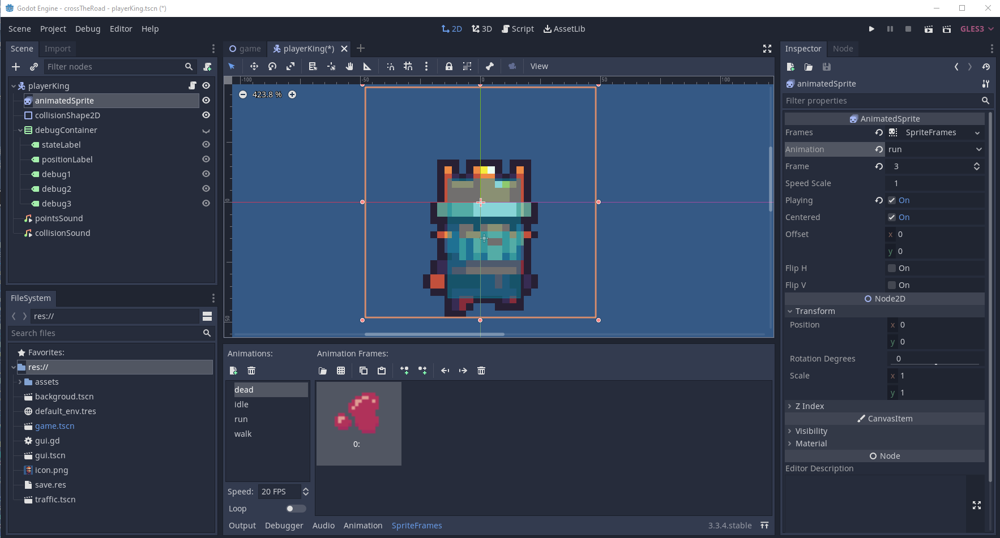 Godot Engine - crossTheRoad - playerKing.tscn (*)
Scene Project Debug Editor Help
2D 3D Script AssetLib
GLES3
Scene Import
Filter nodes
playerKing
animatedSprite
collisionShape2D
debugContainer
stateLabel
positionLabel
debug1
debug2
debug3
pointsSound
collisionSound
FileSystem
res://
Search files
Favorites:
res://
assets
backgroud.tscn
default_env.tres
game.tscn
gui.gd
gui.tscn
icon.png
save.res
traffic.tscn
game playerKing(*)
View
-100 -50 0 50 100
0
50
423.8 %
Animations:
dead
idle
run
walk
Speed: 20 FPS
Loop
Animation Frames:
0:
Output Debugger Audio Animation SpriteFrames
3.3.4.stable
Inspector Node
animatedSprite
Filter properties
AnimatedSprite
Frames SpriteFrames
Animation run
Frame 3
Speed Scale 1
Playing On
Centered On
Offset x 0
y 0
Flip H On
Flip V On
Node2D
Transform
Position x 0
y 0
Rotation Degrees 0
Scale x 1
y 1
Z Index
CanvasItem
Visibility
Material
Node
Editor Description